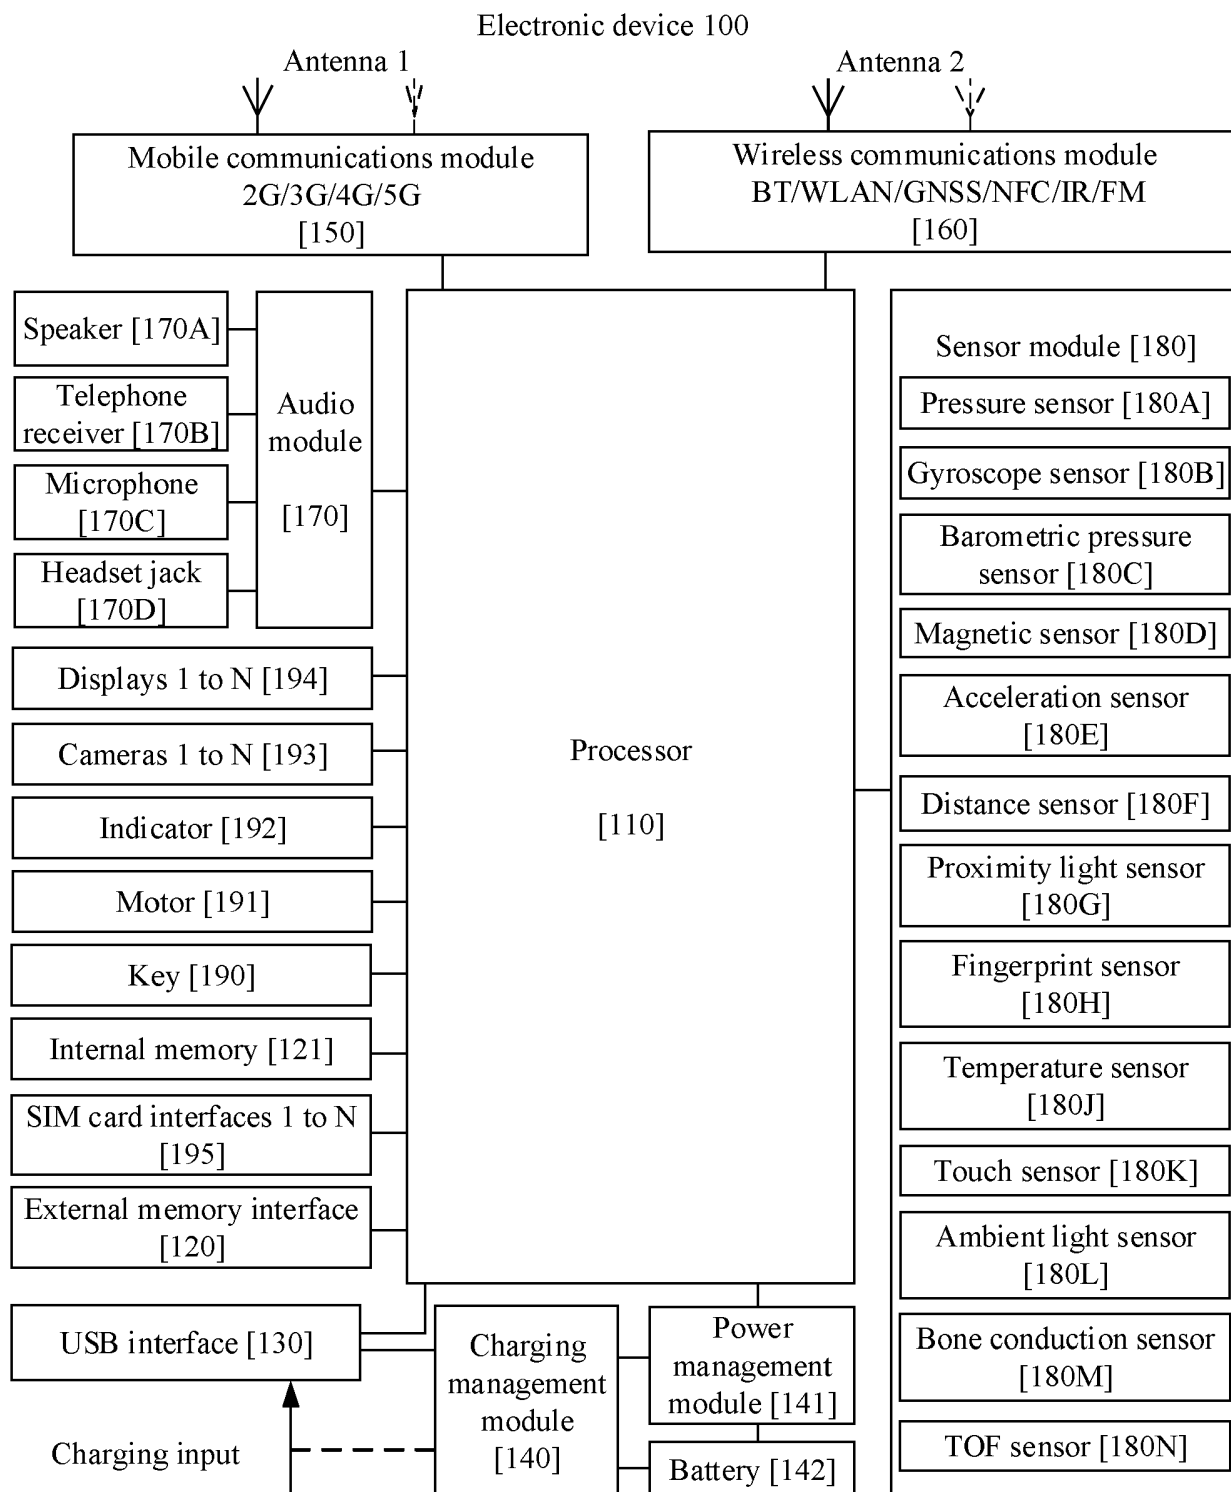 Electronic device 100
Antenna 1
Antenna 2
Mobile communications module
2G/3G/4G/5G
[150]
Wireless communications module
BT/WLAN/GNSS/NFC/IR/FM
[160]
Speaker [170A]
Telephone
receiver [170B]
Microphone
[170C]
Headset jack
[170D]
Audio
module
[170]
Displays 1 to N [194]
Cameras 1 to N [193]
Indicator [192]
Motor [191]
Key [190]
Internal memory [121]
SIM card interfaces 1 to N
[195]
External memory interface
[120]
USB interface [130]
Charging input
Processor
[110]
Charging
management
module
[140]
Power
management
module [141]
Battery [142]
Sensor module [180]
Pressure sensor [180A]
Gyroscope sensor [180B]
Barometric pressure
sensor [180C]
Magnetic sensor [180D]
Acceleration sensor
[180E]
Distance sensor [180F]
Proximity light sensor
[180G]
Fingerprint sensor
[180H]
Temperature sensor
[180J]
Touch sensor [180K]
Ambient light sensor
[180L]
Bone conduction sensor
[180M]
TOF sensor [180N]